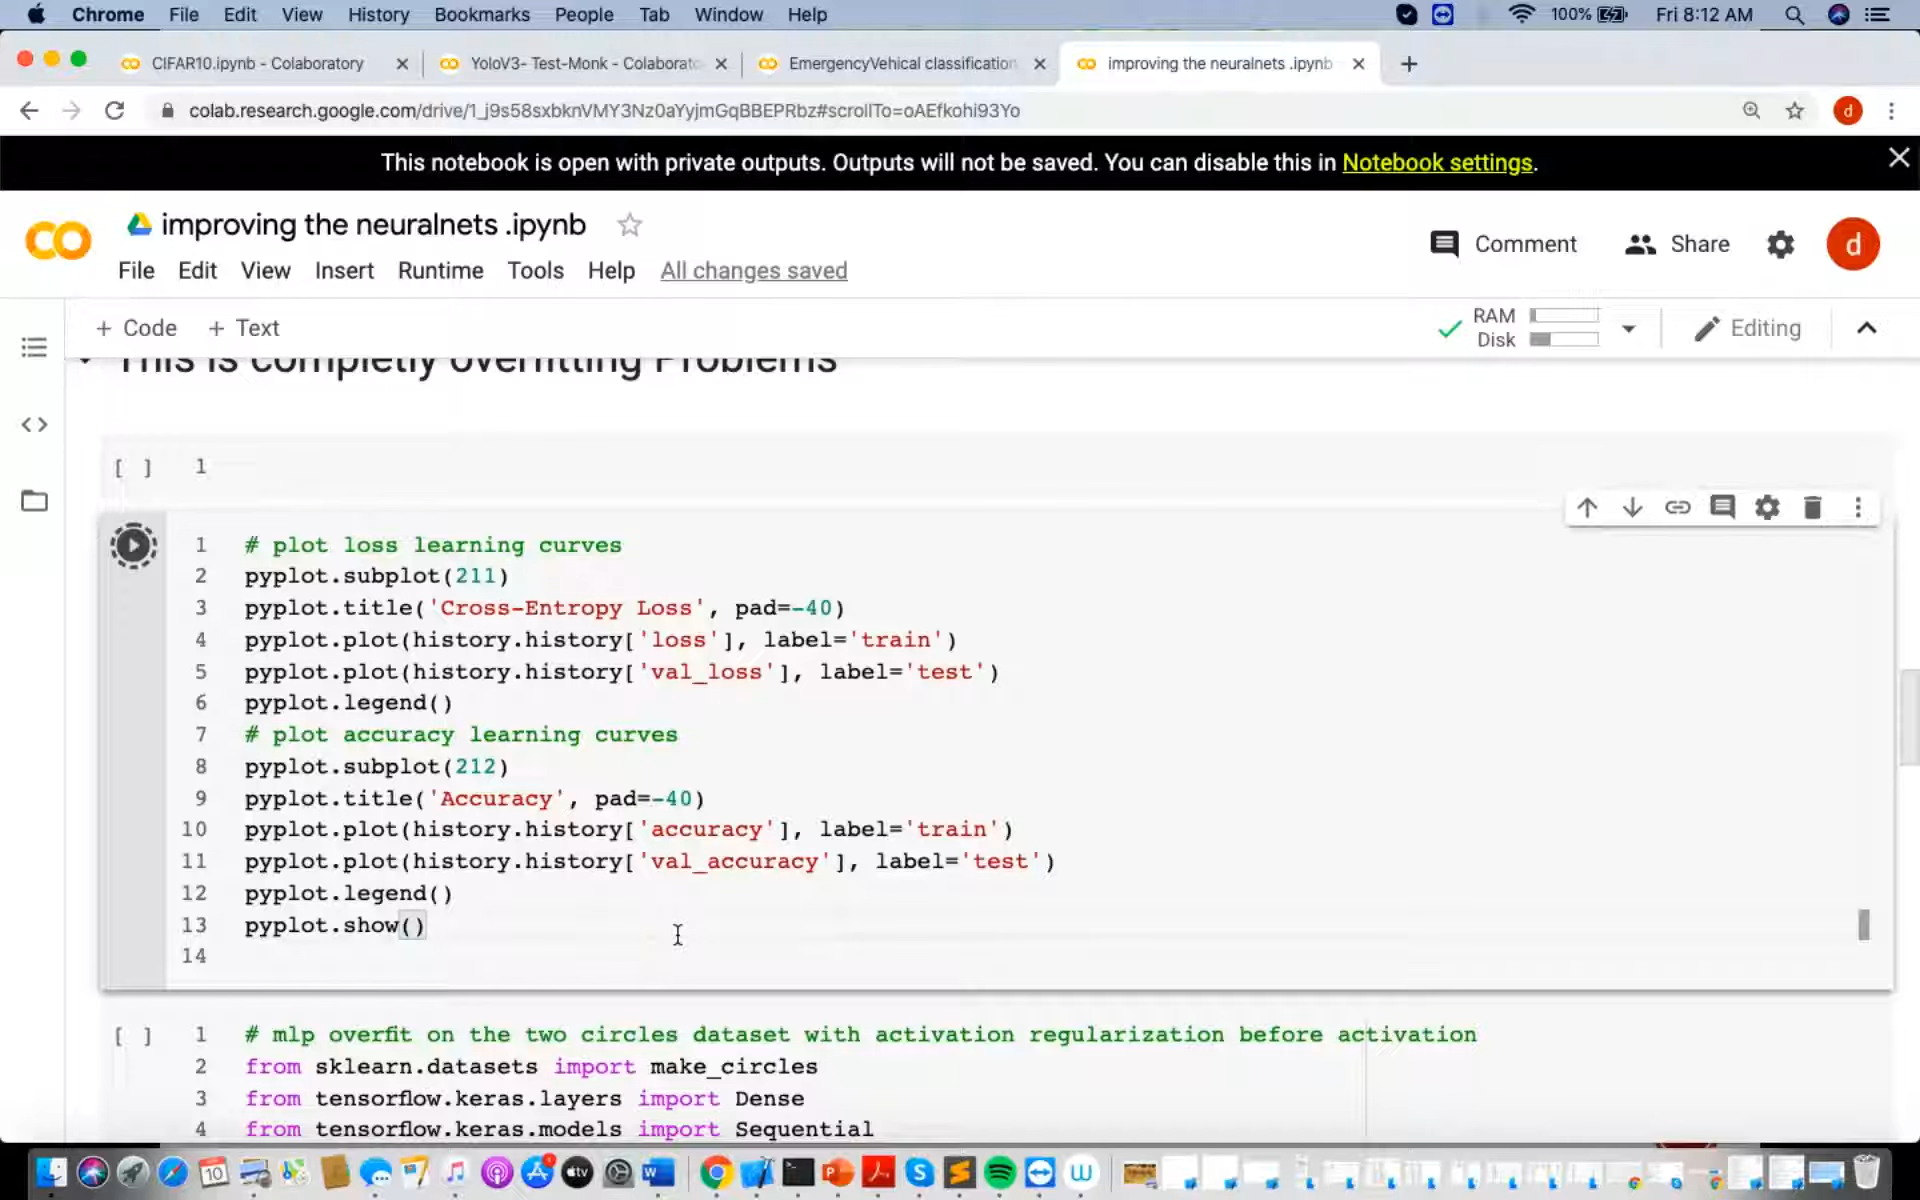 Chrome File Edit View History Bookmarks People Tab Window Help 100% Fri 8:12 AM
CIFAR10.ipynb - Colaboratory YoloV3- Test-Monk - Colaborato EmergencyVehical classification improving the neuralnets .ipynb
colab.research.google.com/drive/1_j9s58sxbknVMY3Nz0aYyjmGqBBEPRbz#scrollTo=oAEfkohi93Yo d
This notebook is open with private outputs. Outputs will not be saved. You can disable this in Notebook settings.
improving the neuralnets .ipynb
Comment Share d
File Edit View Insert Runtime Tools Help All changes saved
+ Code + Text RAM Disk Editing
This is completly overfitting Problems
[ ] 1
1 # plot loss learning curves
2 pyplot.subplot(211)
3 pyplot.title('Cross-Entropy Loss', pad=-40)
4 pyplot.plot(history.history['loss'], label='train')
5 pyplot.plot(history.history['val_loss'], label='test')
6 pyplot.legend()
7 # plot accuracy learning curves
8 pyplot.subplot(212)
9 pyplot.title('Accuracy', pad=-40)
10 pyplot.plot(history.history['accuracy'], label='train')
11 pyplot.plot(history.history['val_accuracy'], label='test')
12 pyplot.legend()
13 pyplot.show()
14
[ ] 1 # mlp overfit on the two circles dataset with activation regularization before activation
2 from sklearn.datasets import make_circles
3 from tensorflow.keras.layers import Dense
4 from tensorflow.keras.models import Sequential